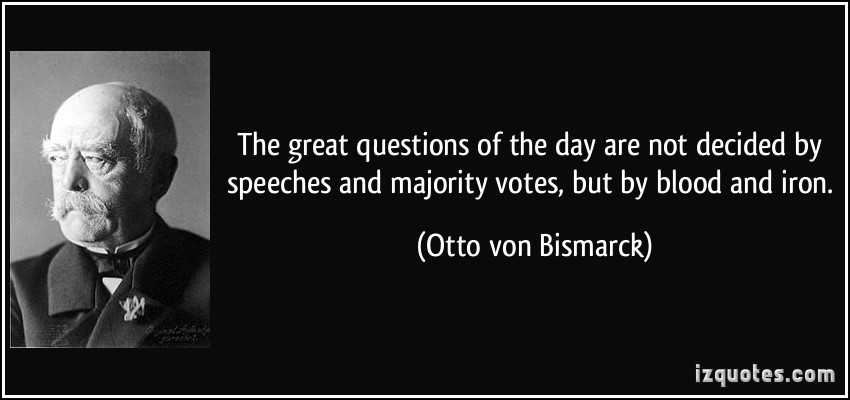 The great questions of the day are not decided by
speeches and majority votes, but by blood and iron.
(Otto von Bismarck)
izquotes.com